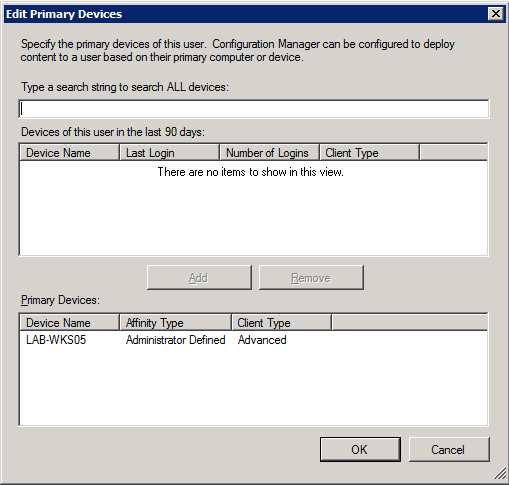 Edit Primary Devices
Specify the primary devices of this user. Configuration Manager can be configured to deploy
content to a user based on their primary computer or device.
Type a search string to search ALL devices:
Devices of this user in the last 90 days:
Device Name Last Login Number of Logins Client Type
There are no items to show in this view.
Add Remove
Primary Devices:
Device Name Affinity Type Client Type
LAB-WKS05 Administrator Defined Advanced
OK Cancel